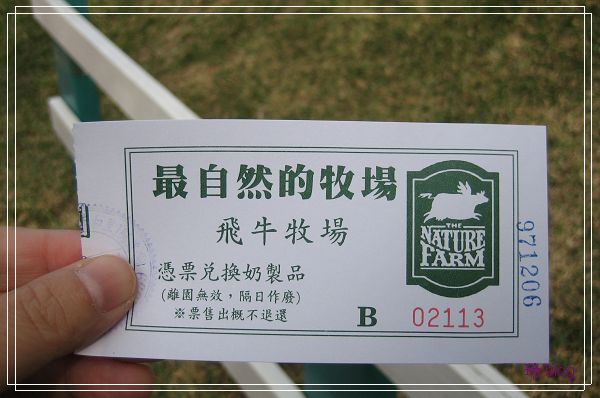 最自然的牧場
飛牛牧場
憑票兌換奶製品
(離園無效，隔日作廢)
※票售出概不退還
B 02113
THE
NATURE
FARM
971206